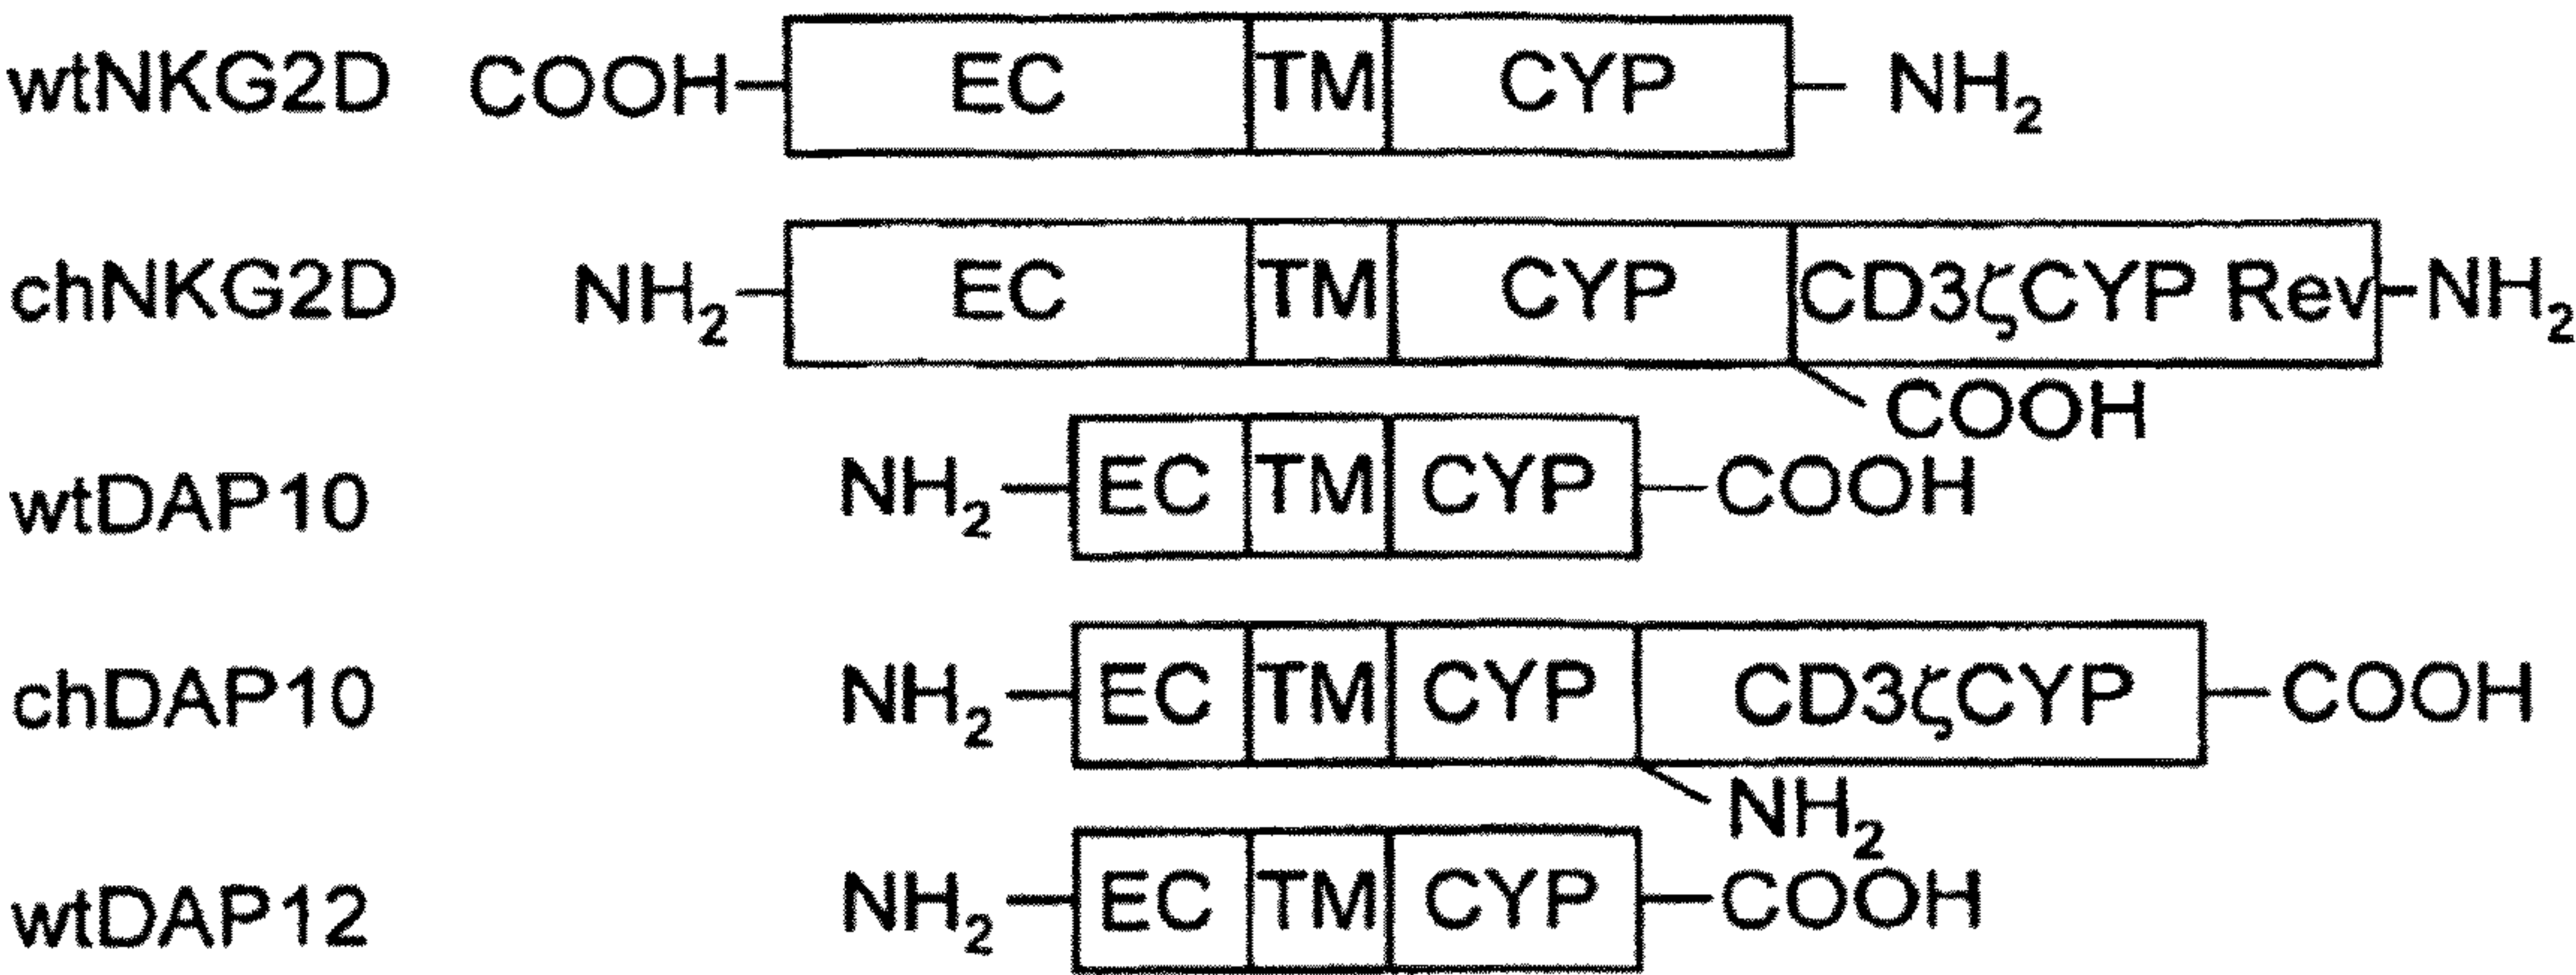 wtNKG2D COOH EC TM CYP NH2
chNKG2D NH2 EC TM CYP CD3ζCYP Rev NH2
COOH
wtDAP10 NH2 EC TM CYP COOH
chDAP10 NH2 EC TM CYP CD3ζCYP COOH
NH2
wtDAP12 NH2 EC TM CYP COOH